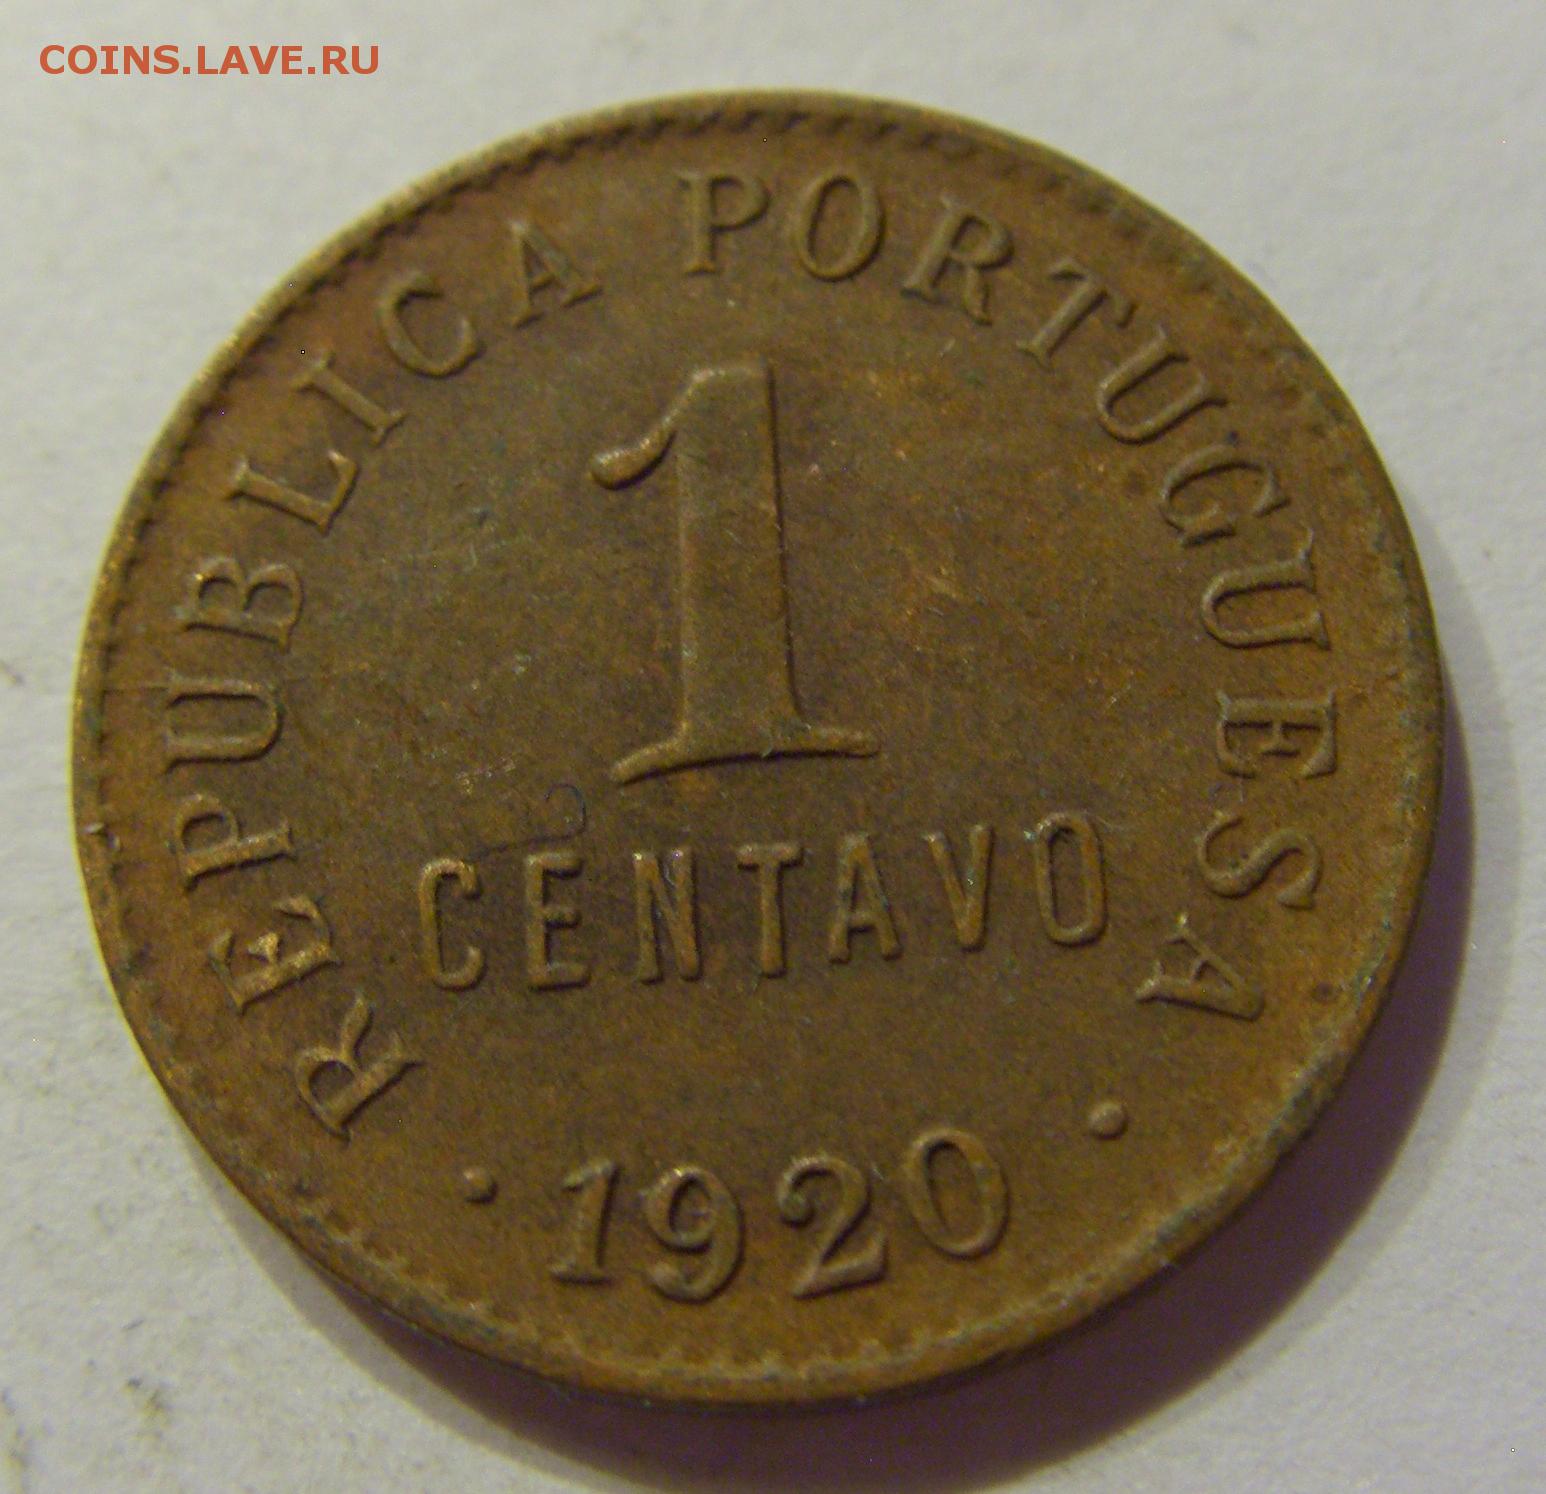 COINS.LAVE.RU
REPUBLICA PORTUGUESA
1
CENTAVO
· 1920 ·